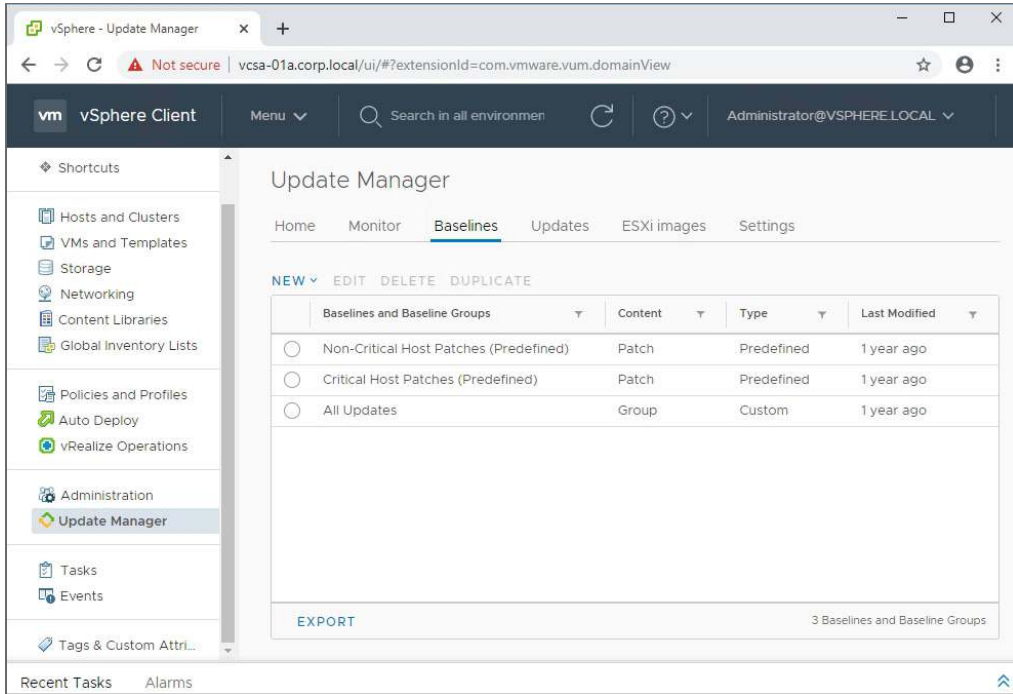 vSphere - Update Manager
Not secure | vcsa-01a.corp.local/ui/#?extensionId=com.vmware.vum.domainView
vm vSphere Client Menu Search in all environmen Administrator@VSPHERE.LOCAL
Shortcuts
Hosts and Clusters
VMs and Templates
Storage
Networking
Content Libraries
Global Inventory Lists
Policies and Profiles
Auto Deploy
vRealize Operations
Administration
Update Manager
Tasks
Events
Tags & Custom Attri...
Update Manager
Home Monitor Baselines Updates ESXi images Settings
NEW EDIT DELETE DUPLICATE
Baselines and Baseline Groups Content Type Last Modified
Non-Critical Host Patches (Predefined) Patch Predefined 1 year ago
Critical Host Patches (Predefined) Patch Predefined 1 year ago
All Updates Group Custom 1 year ago
EXPORT 3 Baselines and Baseline Groups
Recent Tasks Alarms